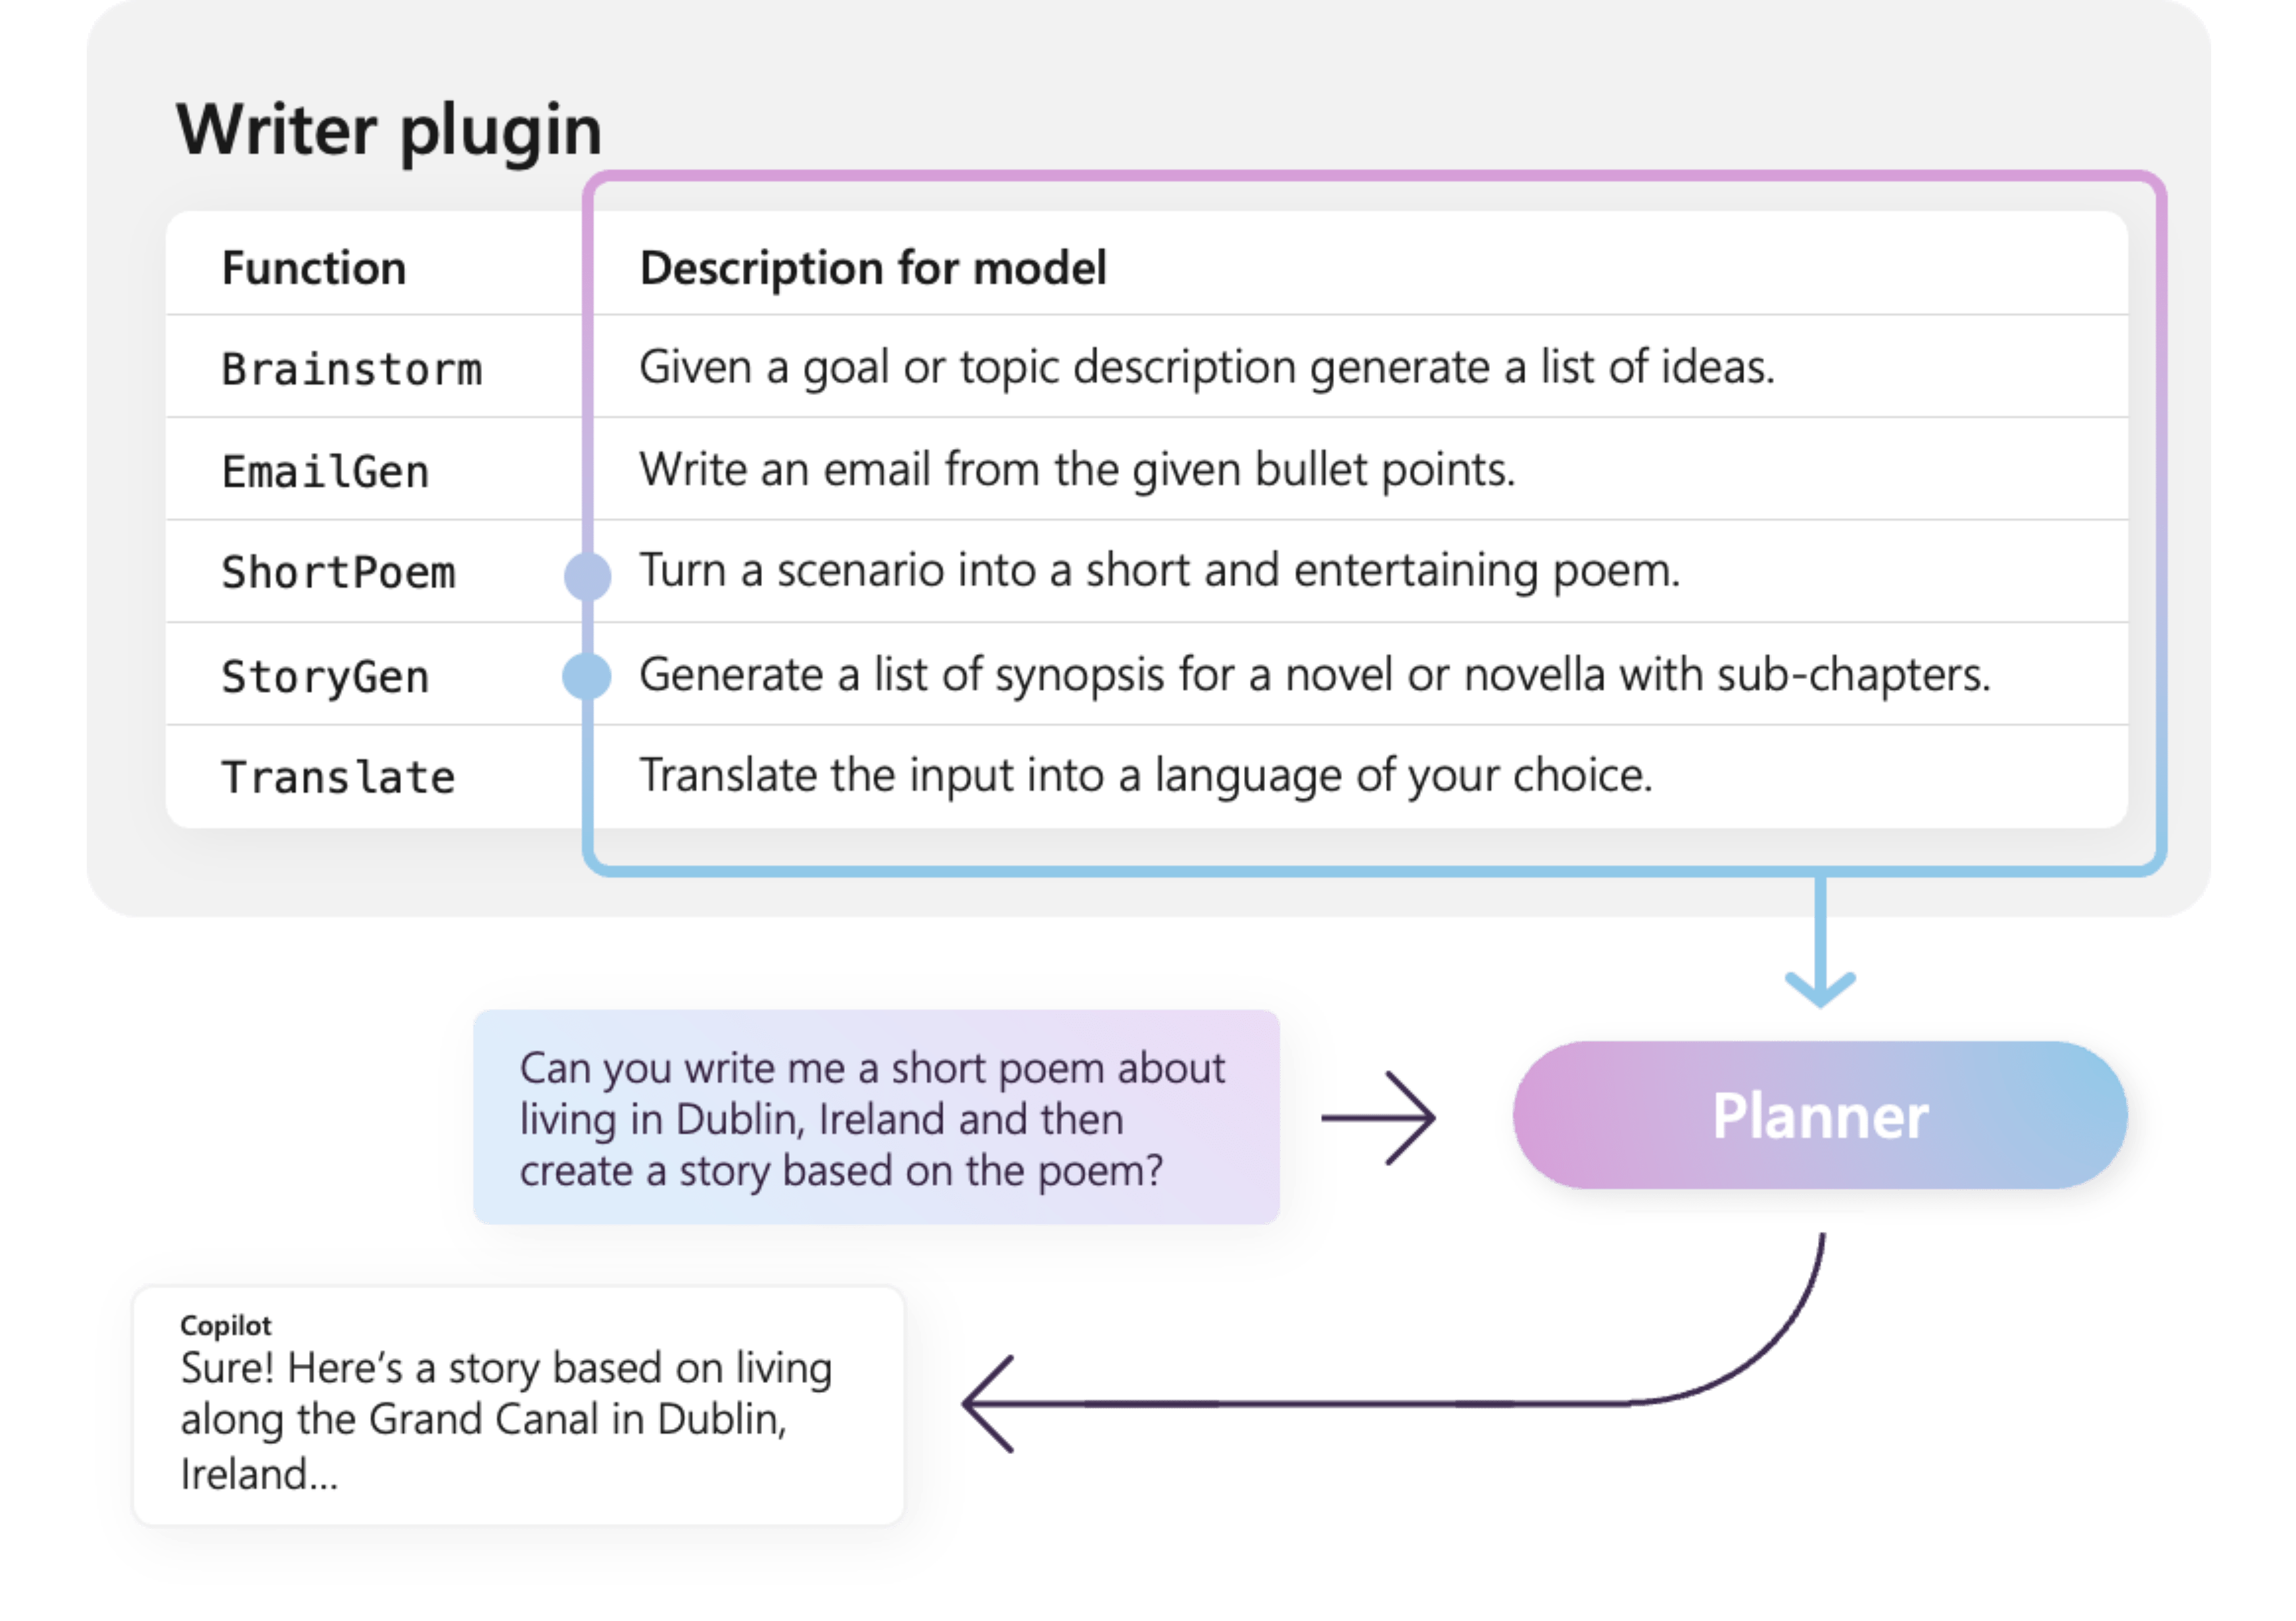 Writer plugin
Function Description for model
Brainstorm Given a goal or topic description generate a list of ideas.
EmailGen Write an email from the given bullet points.
ShortPoem Turn a scenario into a short and entertaining poem.
StoryGen Generate a list of synopsis for a novel or novella with sub-chapters.
Translate Translate the input into a language of your choice.
Can you write me a short poem about
living in Dublin, Ireland and then
create a story based on the poem?
Planner
Copilot
Sure! Here’s a story based on living
along the Grand Canal in Dublin,
Ireland...